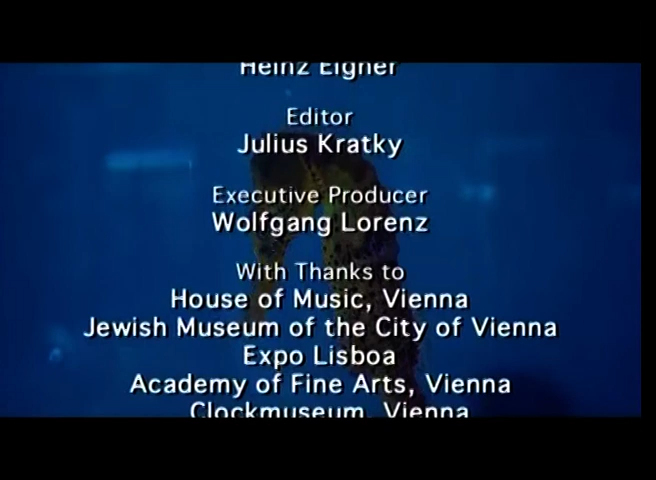 Heinz Eigner
Editor
Julius Kratky
Executive Producer
Wolfgang Lorenz
With Thanks to
House of Music, Vienna
Jewish Museum of the City of Vienna
Expo Lisboa
Academy of Fine Arts, Vienna
Clockmuseum, Vienna